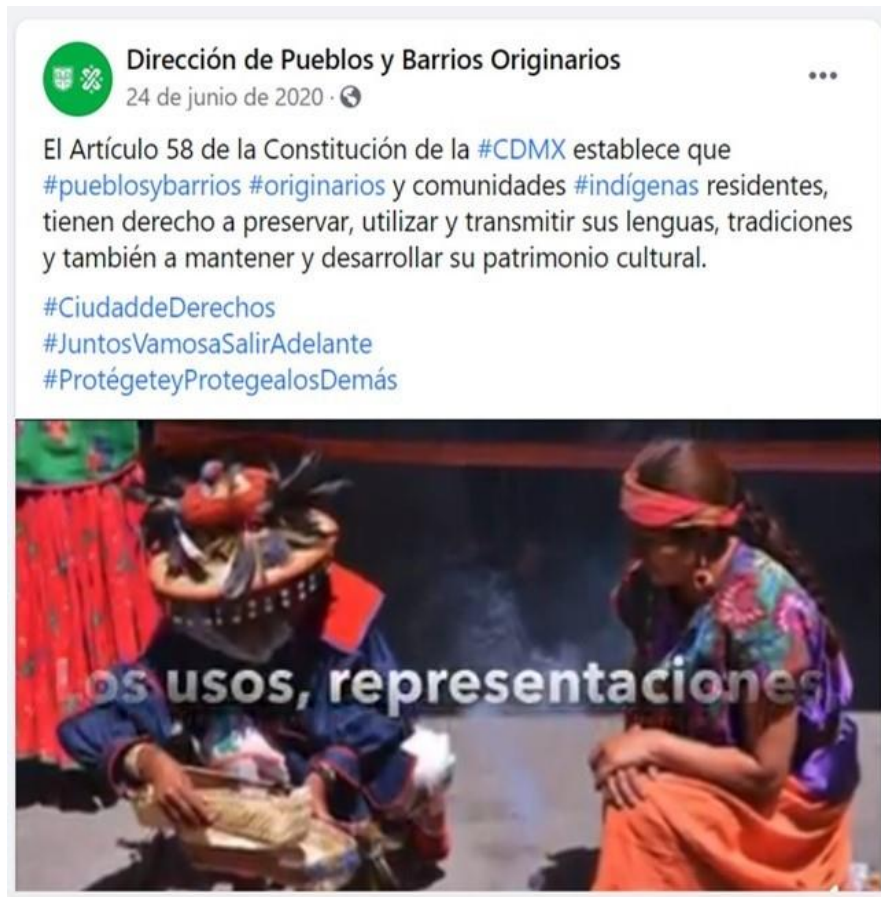 Dirección de Pueblos y Barrios Originarios
24 de junio de 2020 ·
El Artículo 58 de la Constitución de la #CDMX establece que
#pueblosybarrios #originarios y comunidades #indígenas residentes,
tienen derecho a preservar, utilizar y transmitir sus lenguas, tradiciones
y también a mantener y desarrollar su patrimonio cultural.
#CiudaddeDerechos
#JuntosVamosaSalirAdelante
#ProtégeteyProtegealosDemás
Los usos, representaciones